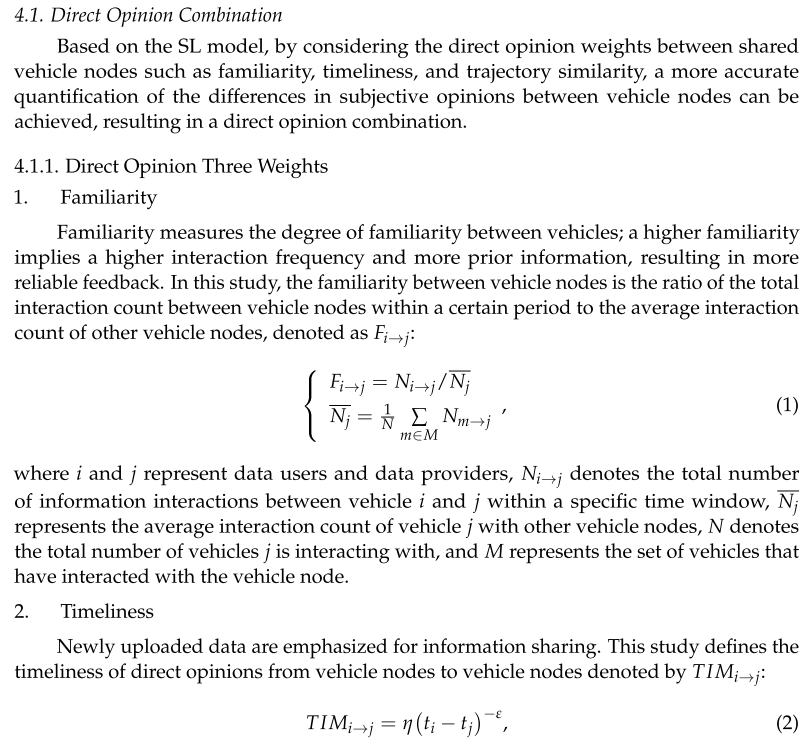 4.1. Direct Opinion Combination
Based on the SL model, by considering the direct opinion weights between shared
vehicle nodes such as familiarity, timeliness, and trajectory similarity, a more accurate
quantification of the differences in subjective opinions between vehicle nodes can be
achieved, resulting in a direct opinion combination.
4.1.1. Direct Opinion Three Weights
1. Familiarity
Familiarity measures the degree of familiarity between vehicles; a higher familiarity
implies a higher interaction frequency and more prior information, resulting in more
reliable feedback. In this study, the familiarity between vehicle nodes is the ratio of the total
interaction count between vehicle nodes within a certain period to the average interaction
count of other vehicle nodes, denoted as $F_{i \to j}$:
$$\left\{ \begin{array}{l} F_{i \to j} = N_{i \to j} / \overline{N_j} \\ \overline{N_j} = \frac{1}{N} \sum\limits_{m \in M} N_{m \to j} \end{array} \right. , \quad (1)$$
where $i$ and $j$ represent data users and data providers, $N_{i \to j}$ denotes the total number
of information interactions between vehicle $i$ and $j$ within a specific time window, $\overline{N_j}$
represents the average interaction count of vehicle $j$ with other vehicle nodes, $N$ denotes
the total number of vehicles $j$ is interacting with, and $M$ represents the set of vehicles that
have interacted with the vehicle node.
2. Timeliness
Newly uploaded data are emphasized for information sharing. This study defines the
timeliness of direct opinions from vehicle nodes to vehicle nodes denoted by $TIM_{i \to j}$:
$$TIM_{i \to j} = \eta (t_i - t_j)^{-\varepsilon}, \quad (2)$$